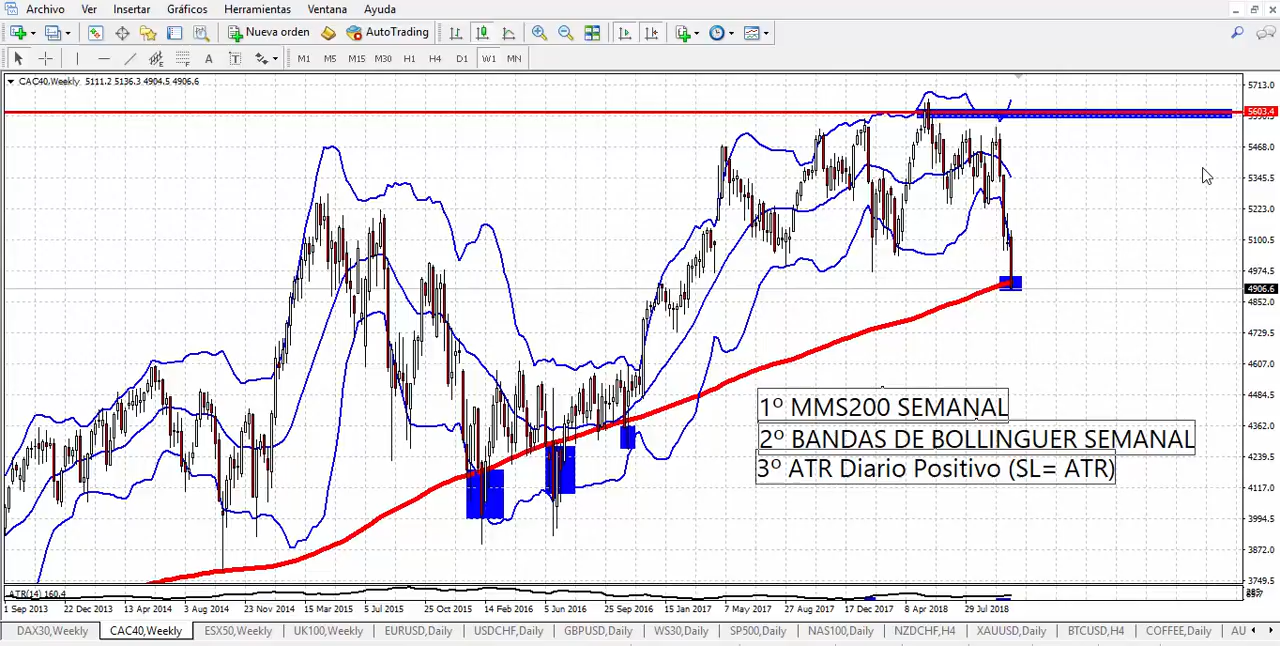 Archivo Ver Insertar Gráficos Herramientas Ventana Ayuda
Nueva orden AutoTrading
A T M1 M5 M15 M30 H1 H4 D1 W1 MN
CAC40,Weekly 5111.2 5136.3 4904.5 4906.6
5713.0
5603.4
5468.0
5345.5
5223.0
5100.5
4974.5
4906.6
4852.0
4729.5
4607.0
4484.5
4362.0
4239.5
4117.0
3994.5
3872.0
3749.5
1º MMS200 SEMANAL
2º BANDAS DE BOLLINGUER SEMANAL
3º ATR Diario Positivo (SL= ATR)
ATR(14) 160.4
1 Sep 2013 22 Dec 2013 13 Apr 2014 3 Aug 2014 23 Nov 2014 15 Mar 2015 5 Jul 2015 25 Oct 2015 14 Feb 2016 5 Jun 2016 25 Sep 2016 15 Jan 2017 7 May 2017 27 Aug 2017 17 Dec 2017 8 Apr 2018 29 Jul 2018
DAX30,Weekly CAC40,Weekly ESX50,Weekly UK100,Weekly EURUSD,Daily USDCHF,Daily GBPUSD,Daily WS30,Daily SP500,Daily NAS100,Daily NZDCHF,H4 XAUUSD,Daily BTCUSD,H4 COFFEE,Daily AU